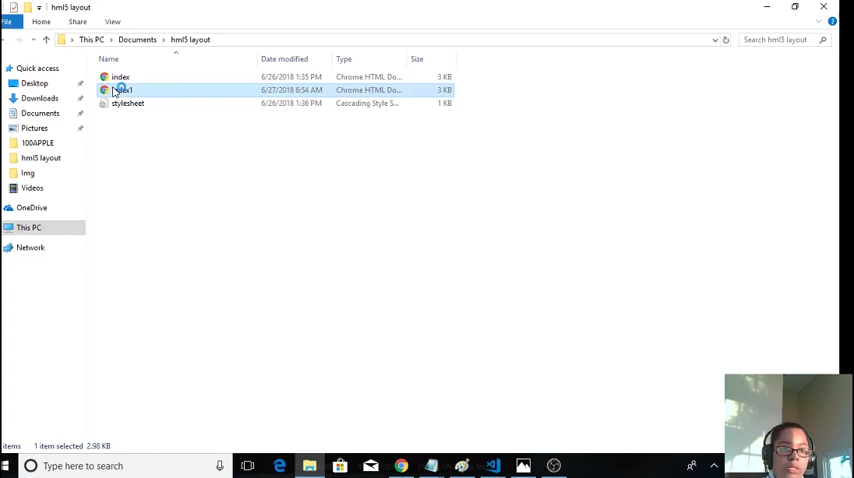 hml5 layout
File Home Share View
This PC Documents hml5 layout Search hml5 layout
Name Date modified Type Size
Quick access
Desktop
Downloads
Documents
Pictures
100APPLE
hml5 layout
Img
Videos
OneDrive
This PC
Network
index 6/26/2018 1:35 PM Chrome HTML Do... 3 KB
6/27/2018 6:54 AM Chrome HTML Do... 3 KB
stylesheet 6/26/2018 1:36 PM Cascading Style S... 1 KB
items 1 item selected 2.98 KB
Type here to search